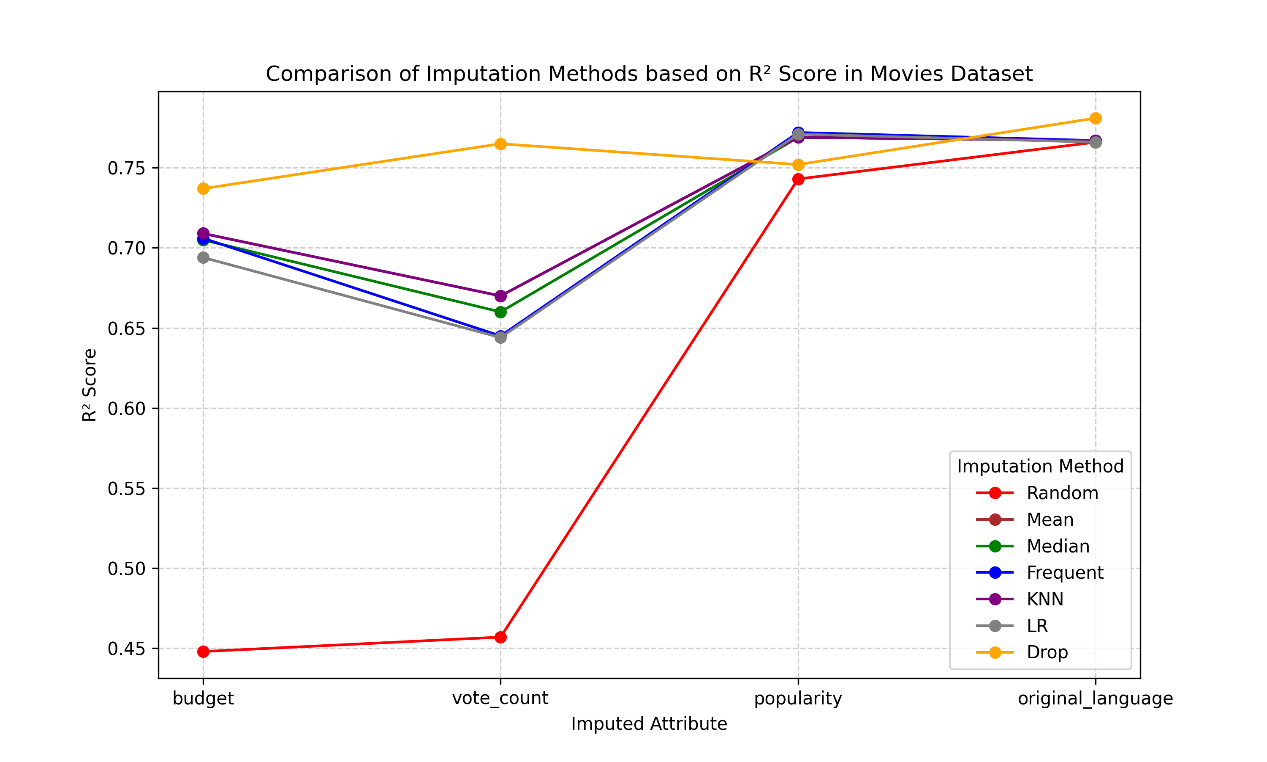 Comparison of Imputation Methods based on R² Score in Movies Dataset
R² Score
0.75
0.70
0.65
0.60
0.55
0.50
0.45
budget
vote_count
popularity
original_language
Imputed Attribute
Imputation Method
Random
Mean
Median
Frequent
KNN
LR
Drop